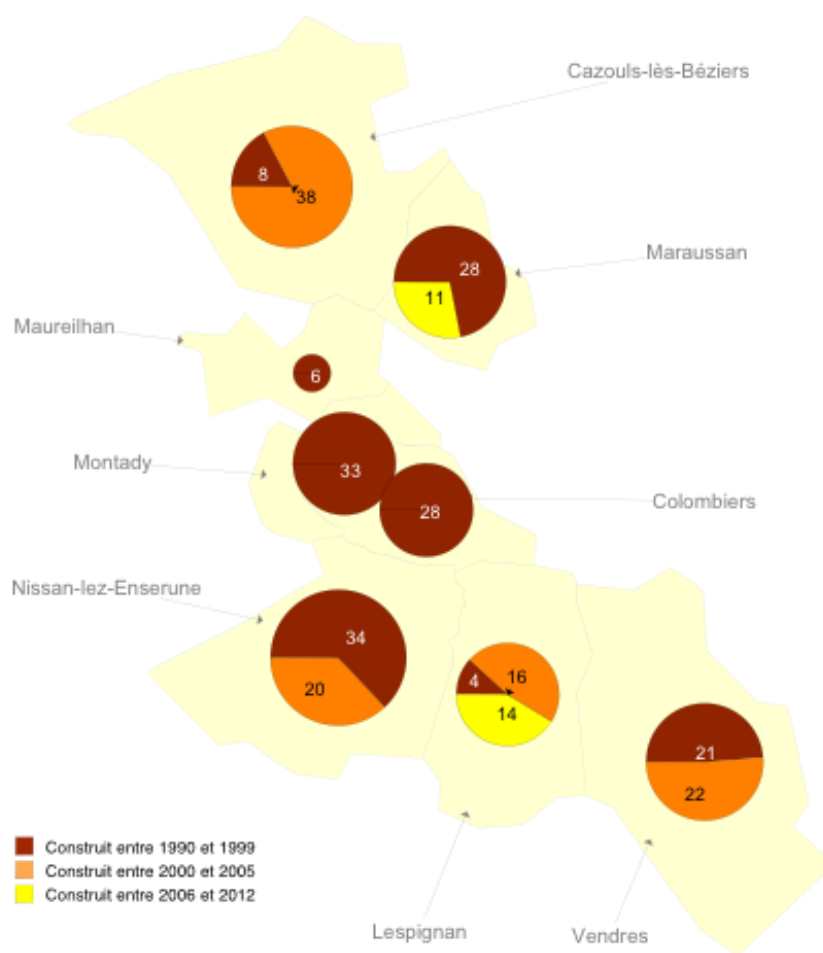 Cazouls-lès-Béziers
8
38
Maraussan
28
11
Maureilhan
6
Montady
33
Colombiers
28
Nissan-lez-Enserune
34
20
4
16
14
21
22
Construit entre 1990 et 1999
Construit entre 2000 et 2005
Construit entre 2006 et 2012
Lespignan
Vendres